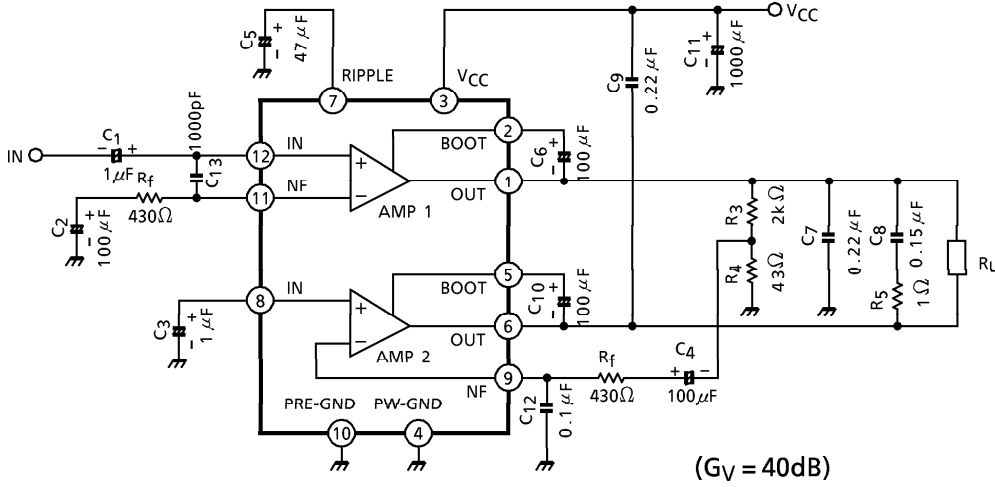 C5
+
-
47µF
RIPPLE
VCC
7
3
VCC
C9
0.22µF
C11
+
-
1000µF
1000pF
IN
C1
-
+
1µF
C13
12
IN
11
NF
+
-
AMP 1
BOOT
2
OUT
1
C6
+
-
100µF
Rf
430Ω
C2
+
-
100µF
R3
2kΩ
R4
43Ω
C7
0.22µF
C8
0.15µF
R5
1Ω
RL
8
IN
C3
+
-
1µF
+
-
AMP 2
BOOT
5
OUT
6
C10
+
-
100µF
NF
9
C12
0.1µF
Rf
430Ω
C4
+
-
100µF
PRE-GND
PW-GND
10
4
(GV = 40dB)